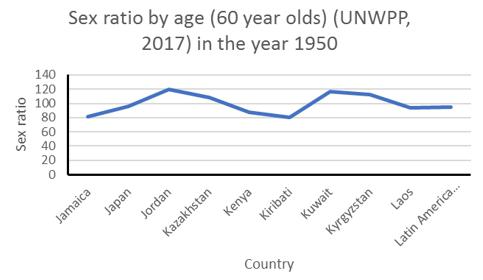 Sex ratio by age (60 year olds) (UNWPP,
2017) in the year 1950
Sex ratio
140
120
100
80
60
40
20
0
Jamaica
Japan
Jordan
Kazakhstan
Kenya
Kiribati
Kuwait
Kyrgyzstan
Laos
Latin America...
Country